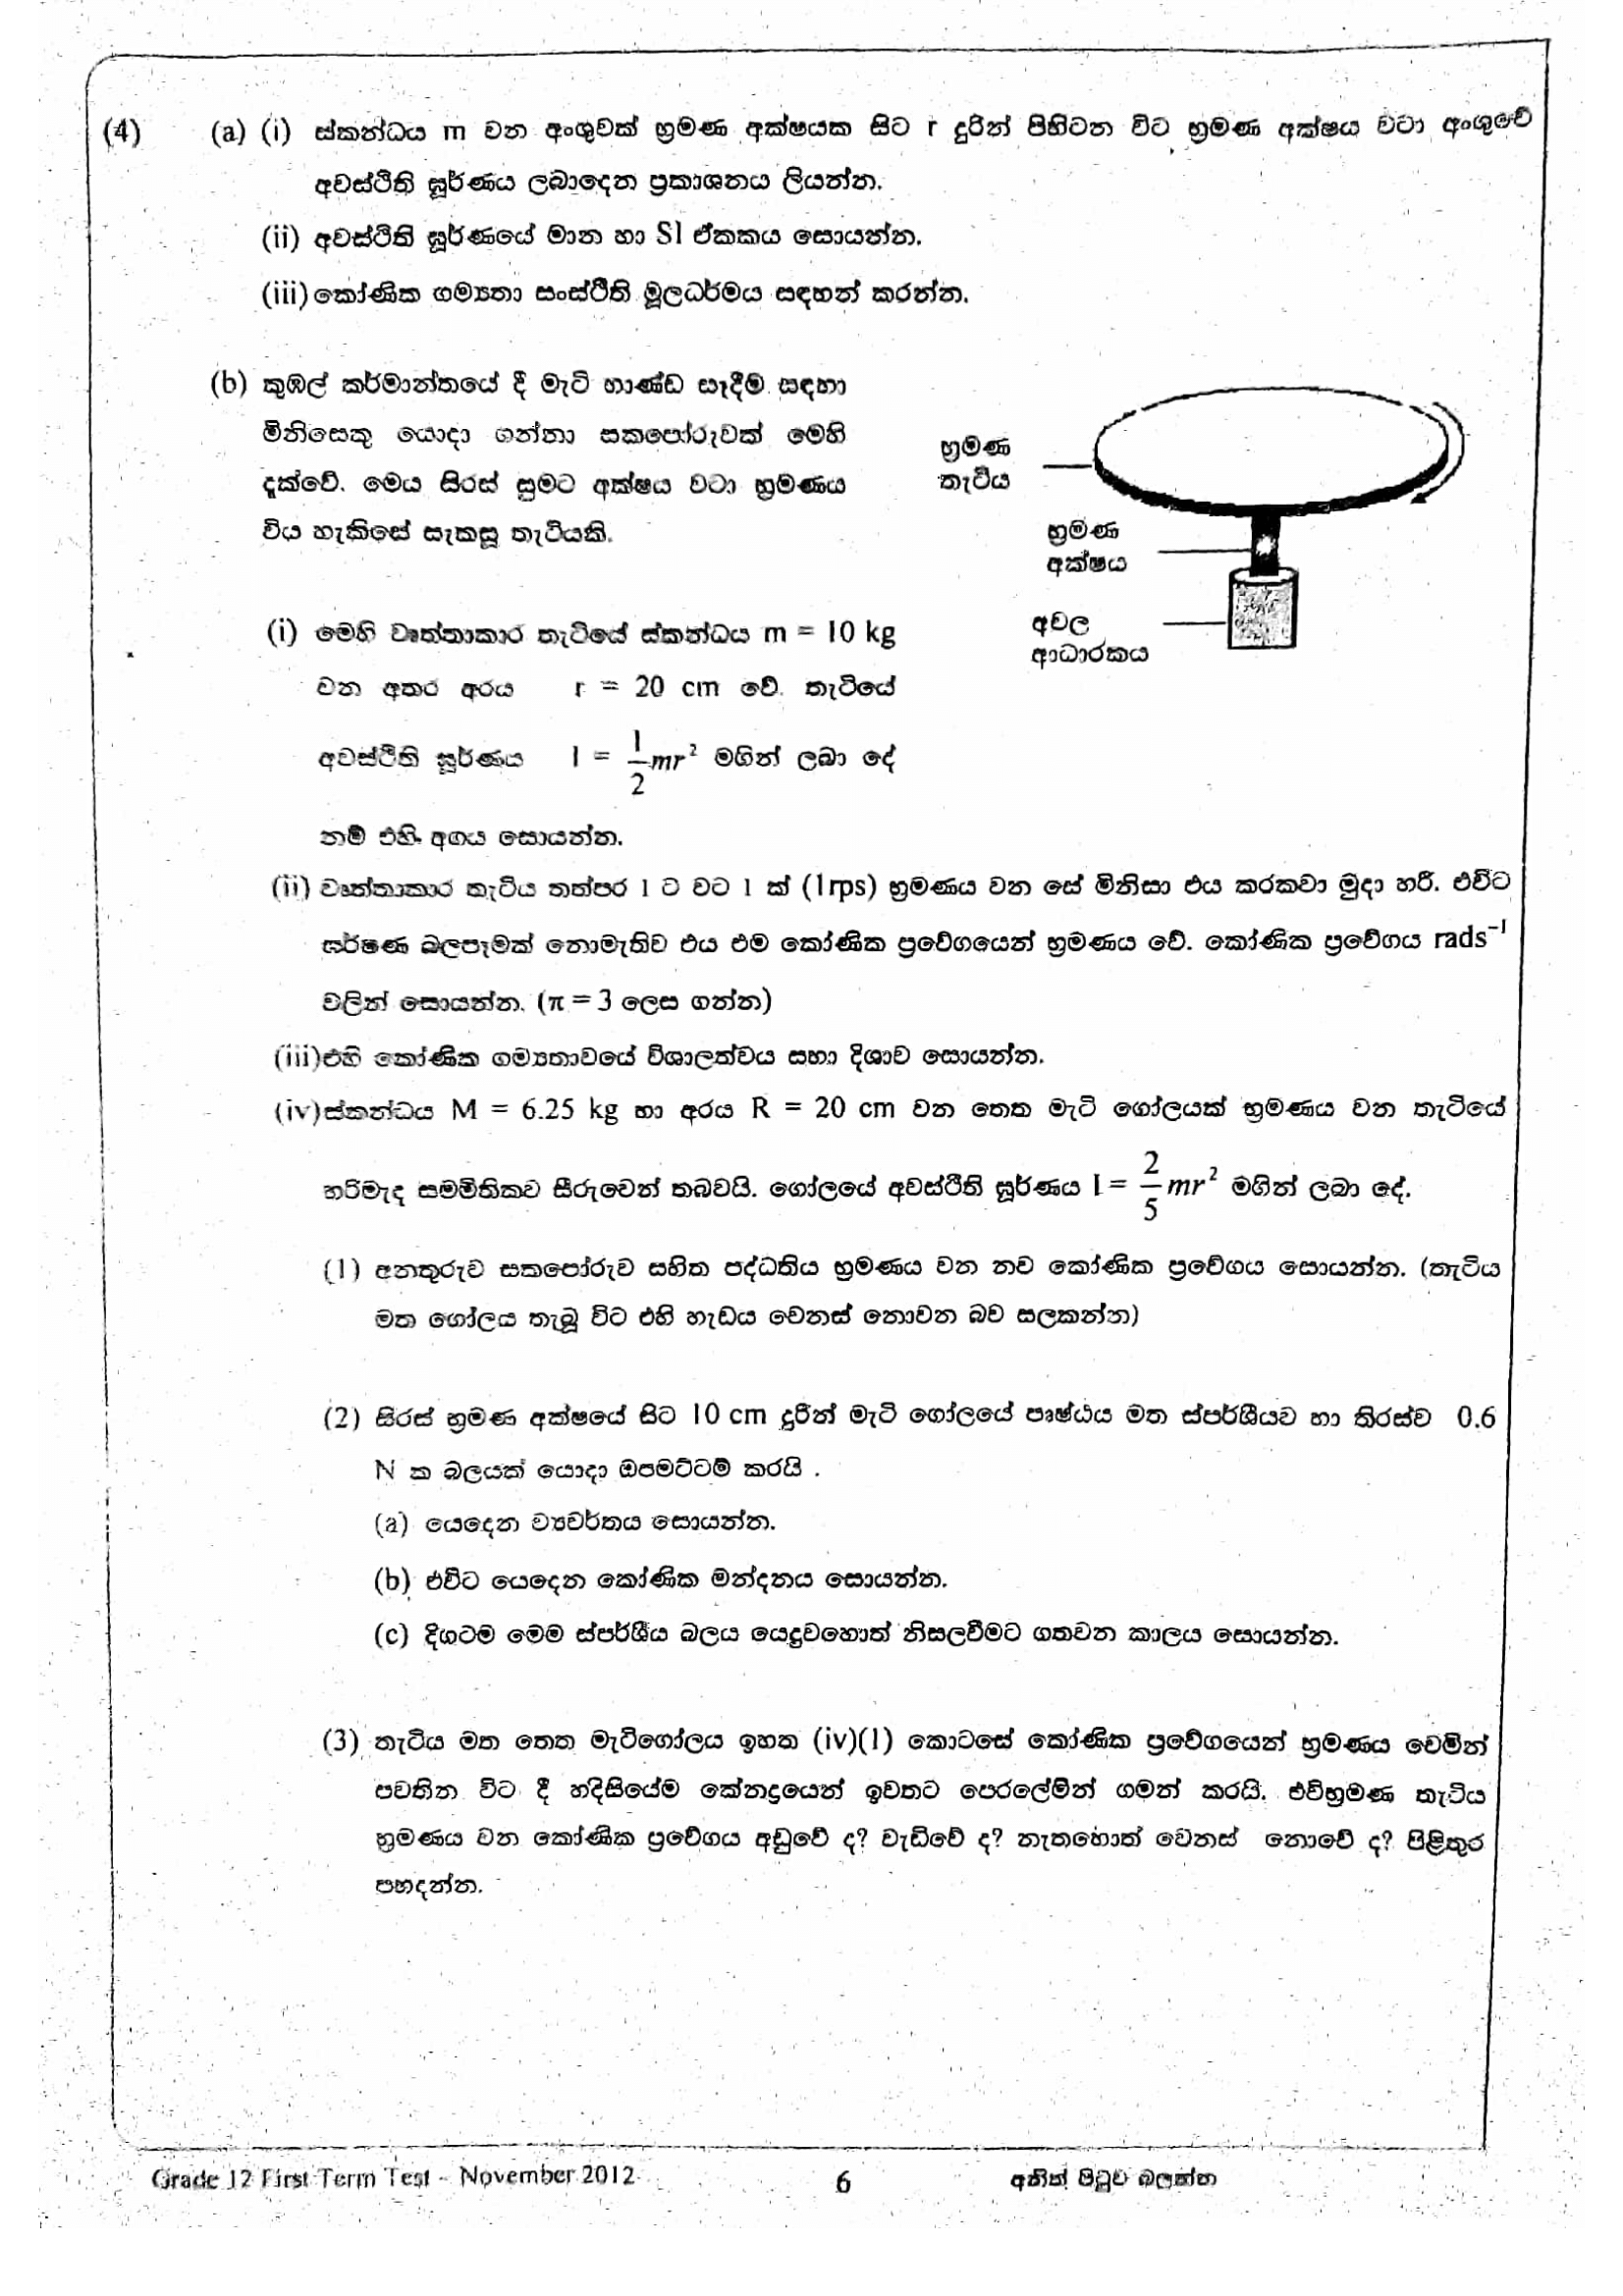 (4) (a) (i) ස්කන්ධය m වන අංශුවක් භ්‍රමණ අක්ෂයක සිට r දුරින් පිහිටන විට භ්‍රමණ අක්ෂය වටා අංශුවේ
අවස්ථිති ඝූර්ණය ලබාදෙන ප්‍රකාශනය ලියන්න.
(ii) අවස්ථිති ඝූර්ණයේ මාන හා SI ඒකකය සොයන්න.
(iii) කෝණික ගම්‍යතා සංස්ථිති මූලධර්මය සඳහන් කරන්න.
(b) කුඹල් කර්මාන්තයේ දී මැටි භාණ්ඩ සෑදීම සඳහා
මිනිසෙකු යොදා ගන්නා සකපෝරුවක් මෙහි
දැක්වේ. මෙය සිරස් සුමට අක්ෂය වටා භ්‍රමණය
විය හැකිසේ සැකසූ තැටියකි.
භ්‍රමණ
තැටිය
භ්‍රමණ
අක්ෂය
අචල
ආධාරකය
(i) මෙහි වෘත්තාකාර තැටියේ ස්කන්ධය m = 10 kg
වන අතර අරය r = 20 cm වේ. තැටියේ
අවස්ථිති ඝූර්ණය I = 1/2 mr² මගින් ලබා දේ
නම් එහි අගය සොයන්න.
(ii) වෘත්තාකාර තැටිය තත්පර 1 ට වට 1 ක් (1rps) භ්‍රමණය වන සේ මිනිසා එය කරකවා මුදා හරී. එවිට
ඝර්ෂණ බලපෑමක් නොමැතිව එය එම කෝණික ප්‍රවේගයෙන් භ්‍රමණය වේ. කෝණික ප්‍රවේගය rads⁻¹
වලින් සොයන්න. (π = 3 ලෙස ගන්න)
(iii) එහි කෝණික ගම්‍යතාවයේ විශාලත්වය සහා දිශාව සොයන්න.
(iv) ස්කන්ධය M = 6.25 kg හා අරය R = 20 cm වන තෙත මැටි ගෝලයක් භ්‍රමණය වන තැටියේ
හරිමැද සමමිතිකව සීරුවෙන් තබවයි. ගෝලයේ අවස්ථිති ඝූර්ණය I = 2/5 mr² මගින් ලබා දේ.
(1) අනතුරුව සකපෝරුව සහිත පද්ධතිය භ්‍රමණය වන නව කෝණික ප්‍රවේගය සොයන්න. (තැටිය
මත ගෝලය තැබූ විට එහි හැඩය වෙනස් නොවන බව සලකන්න)
(2) සිරස් භ්‍රමණ අක්ෂයේ සිට 10 cm දුරින් මැටි ගෝලයේ පෘෂ්ඨය මත ස්පර්ශීයව හා තිරස්ව 0.6
N ක බලයක් යොදා ඔපමට්ටම් කරයි .
(a) යෙදෙන ව්‍යවර්තය සොයන්න.
(b) එවිට යෙදෙන කෝණික මන්දනය සොයන්න.
(c) දිගටම මෙම ස්පර්ශීය බලය යෙදුවහොත් නිසලවීමට ගතවන කාලය සොයන්න.
(3) තැටිය මත තෙත මැටිගෝලය ඉහත (iv)(1) කොටසේ කෝණික ප්‍රවේගයෙන් භ්‍රමණය වෙමින්
පවතින විට දී හදිසියේම කේන්ද්‍රයෙන් ඉවතට පෙරලේමින් ගමන් කරයි. එවිභ්‍රමණ තැටිය
භ්‍රමණය වන කෝණික ප්‍රවේගය අඩුවේ ද? වැඩිවේ ද? නැතහොත් වෙනස් නොවේ ද? පිළිතුර
පහදන්න.
Grade 12 First Term Test - November 2012
6
අනිත් පිටුව බලන්න